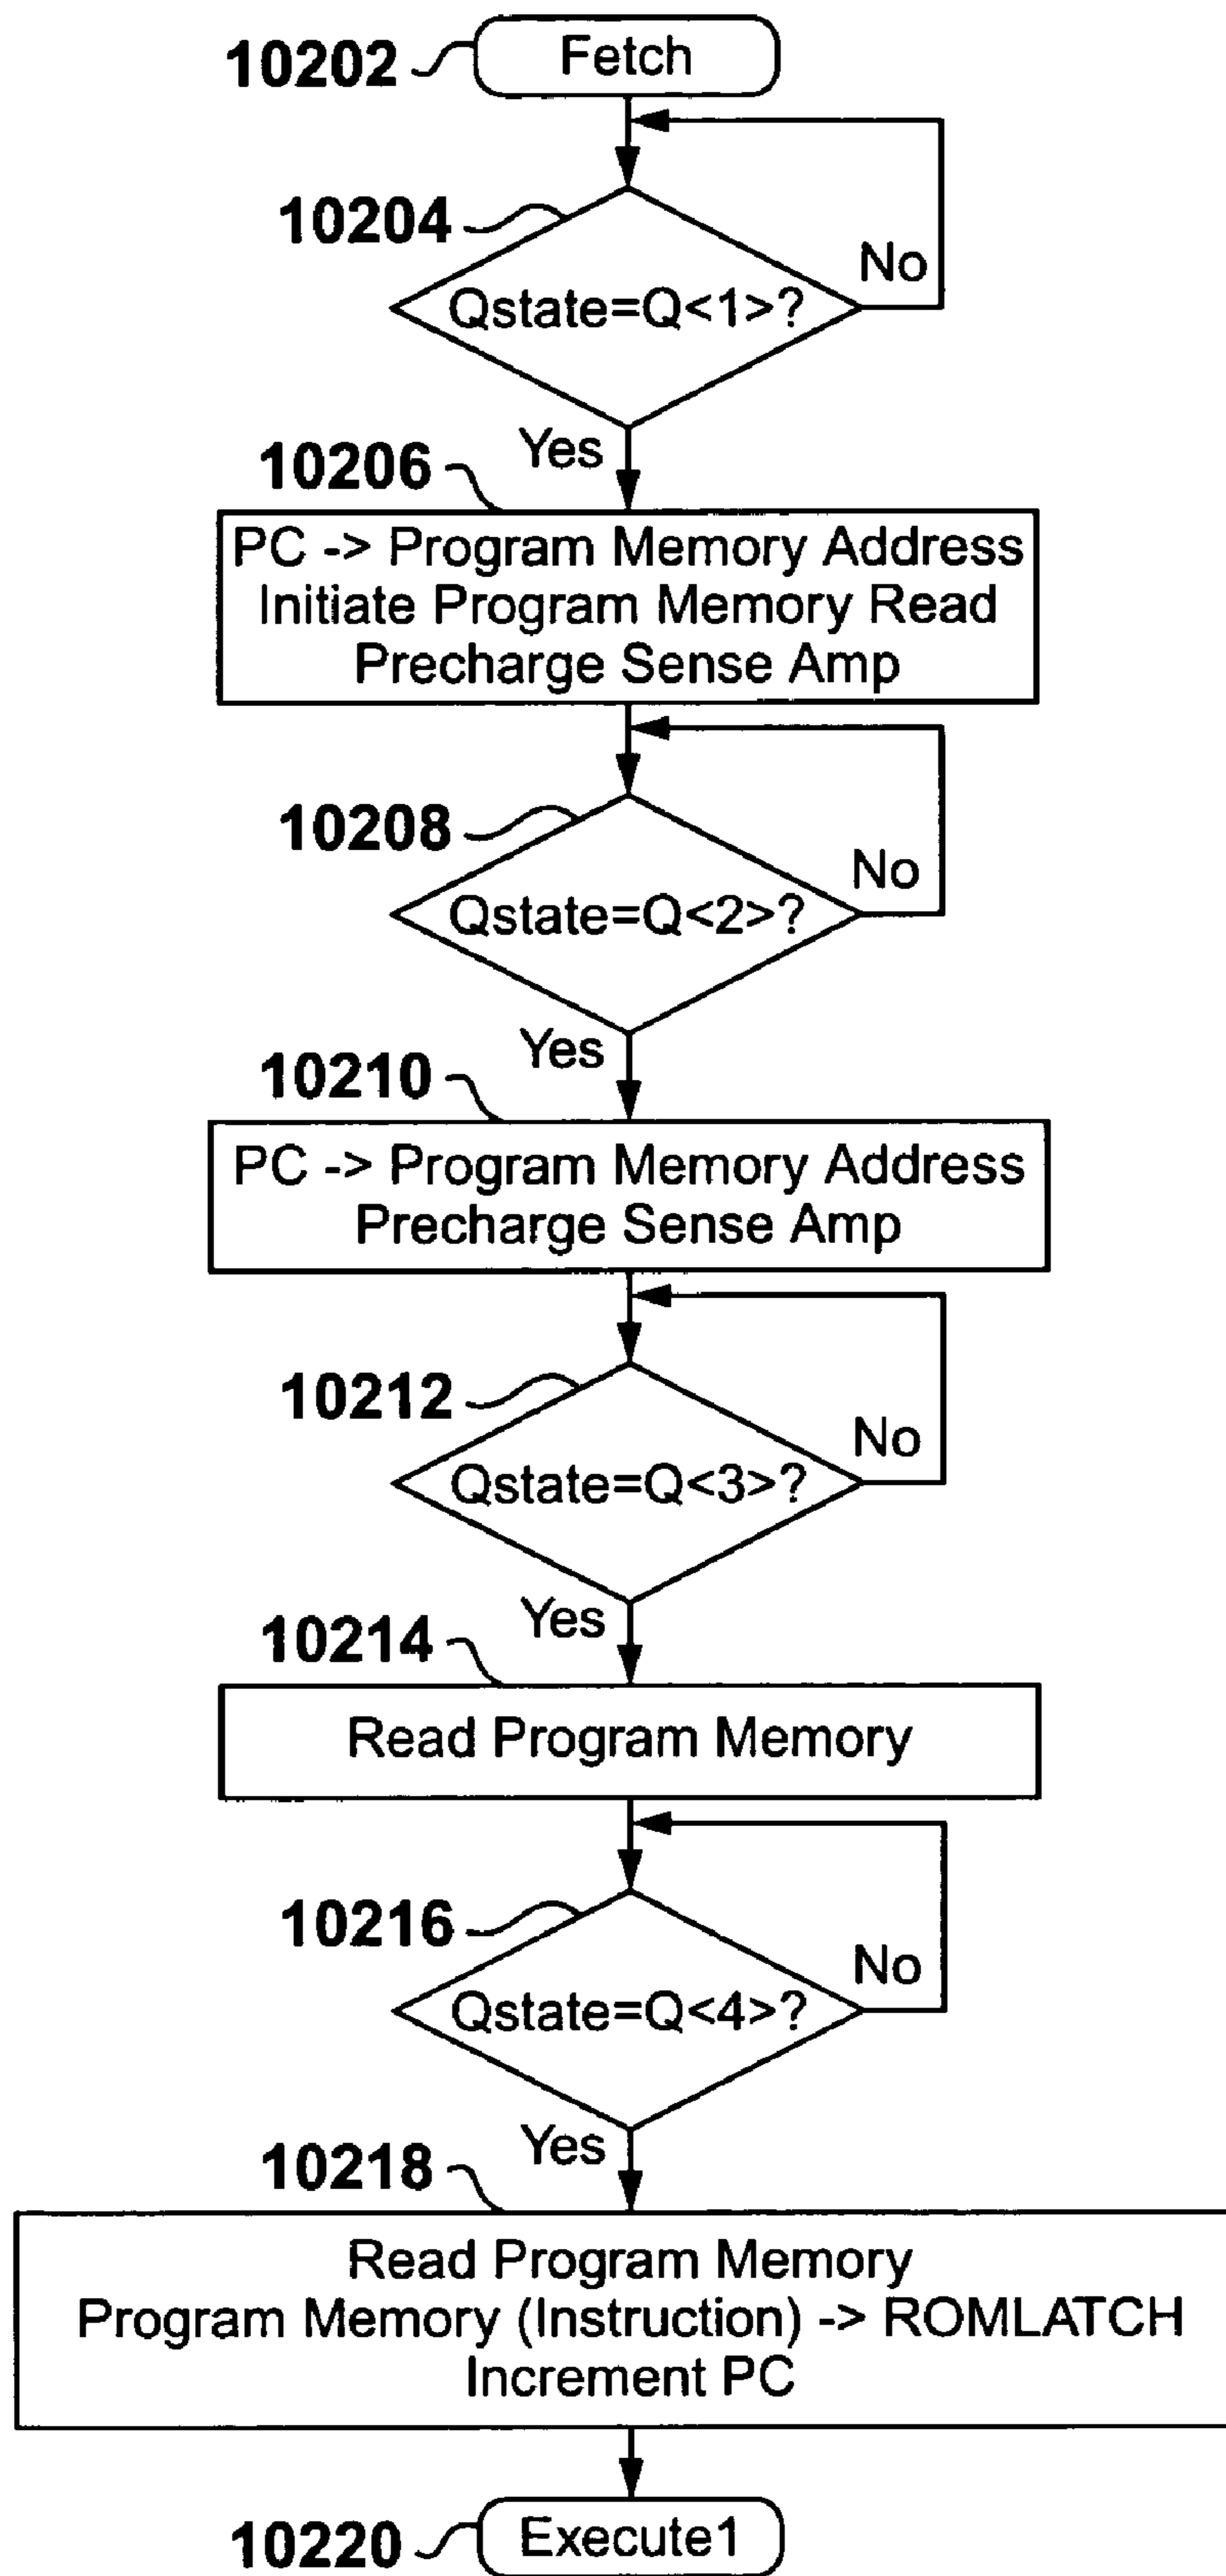 10202
Fetch
10204
Qstate=Q<1>?
No
Yes
10206
PC -> Program Memory Address
Initiate Program Memory Read
Precharge Sense Amp
10208
Qstate=Q<2>?
No
Yes
10210
PC -> Program Memory Address
Precharge Sense Amp
10212
Qstate=Q<3>?
No
Yes
10214
Read Program Memory
10216
Qstate=Q<4>?
No
Yes
10218
Read Program Memory
Program Memory (Instruction) -> ROMLATCH
Increment PC
10220
Execute1